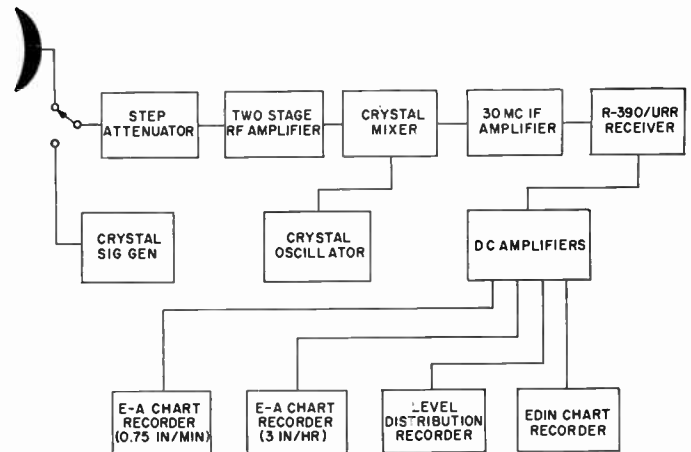 STEP
ATTENUATOR
TWO STAGE
RF AMPLIFIER
CRYSTAL
MIXER
30 MC IF
AMPLIFIER
R-390/URR
RECEIVER
CRYSTAL
SIG GEN
CRYSTAL
OSCILLATOR
DC AMPLIFIERS
E-A CHART
RECORDER
(0.75 IN/MIN)
E-A CHART
RECORDER
(3 IN/HR)
LEVEL
DISTRIBUTION
RECORDER
EDIN CHART
RECORDER